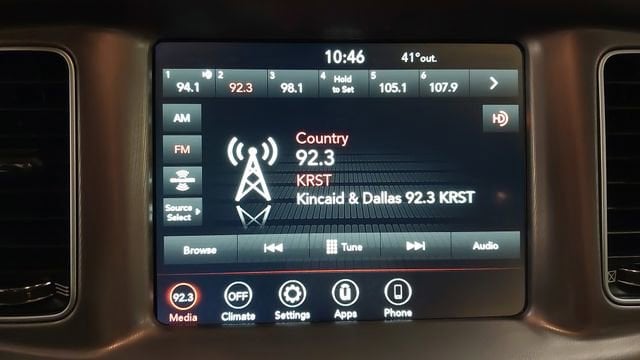 10:46 41°out.
1 2 3 4 5 6
94.1 92.3 98.1 Hold to Set 105.1 107.9
AM
HD
FM
Country
92.3
KRST
Kincaid & Dallas 92.3 KRST
Source Select
Browse Tune Audio
92.3 OFF
Media Climate Settings Apps Phone